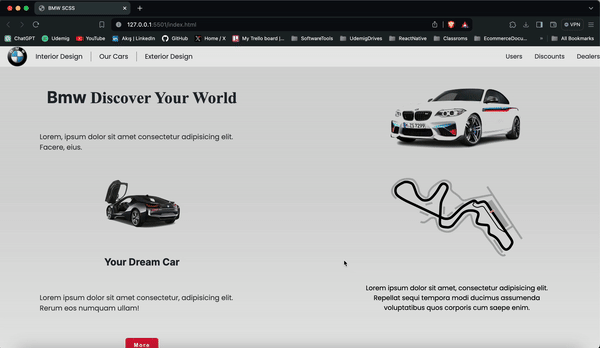 BMW SCSS
127.0.0.1:5501/index.html
VPN
ChatGPT Udemig YouTube Akış | LinkedIn GitHub Home / X My Trello board |... SoftwareTools UdemigDrives ReactNative Classroms EcommerceDocu... All Bookmarks
Interior Design Our Cars Exterior Design Users Discounts Dealers
Bmw Discover Your World
Lorem, ipsum dolor sit amet consectetur adipisicing elit.
Facere, eius.
Your Dream Car
Lorem ipsum dolor sit amet consectetur, adipisicing elit.
Rerum eos numquam ullam!
More
Lorem ipsum dolor sit amet, consectetur adipisicing elit.
Repellat sequi tempora modi ducimus assumenda
voluptatibus quos corporis cum saepe enim.